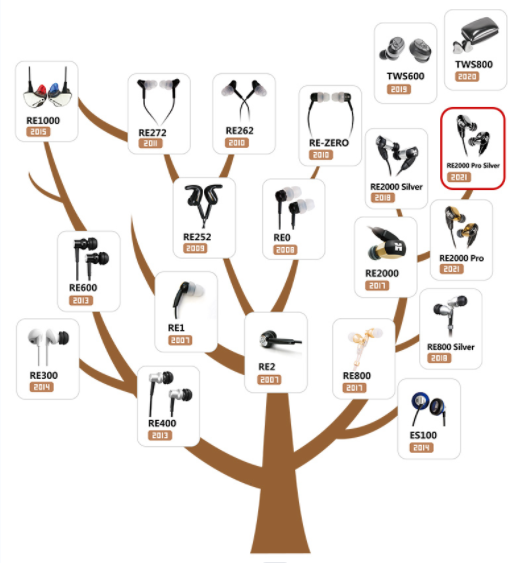 TWS600
2019
TWS800
2020
RE1000
2015
RE272
2011
RE262
2010
RE-ZERO
2010
RE2000 Silver
2018
RE2000 Pro Silver
2021
RE252
2009
RE0
2008
RE2000
2017
RE2000 Pro
2021
RE600
2013
RE1
2007
RE2
2007
RE800
2017
RE800 Silver
2018
RE300
2014
RE400
2013
ES100
2014